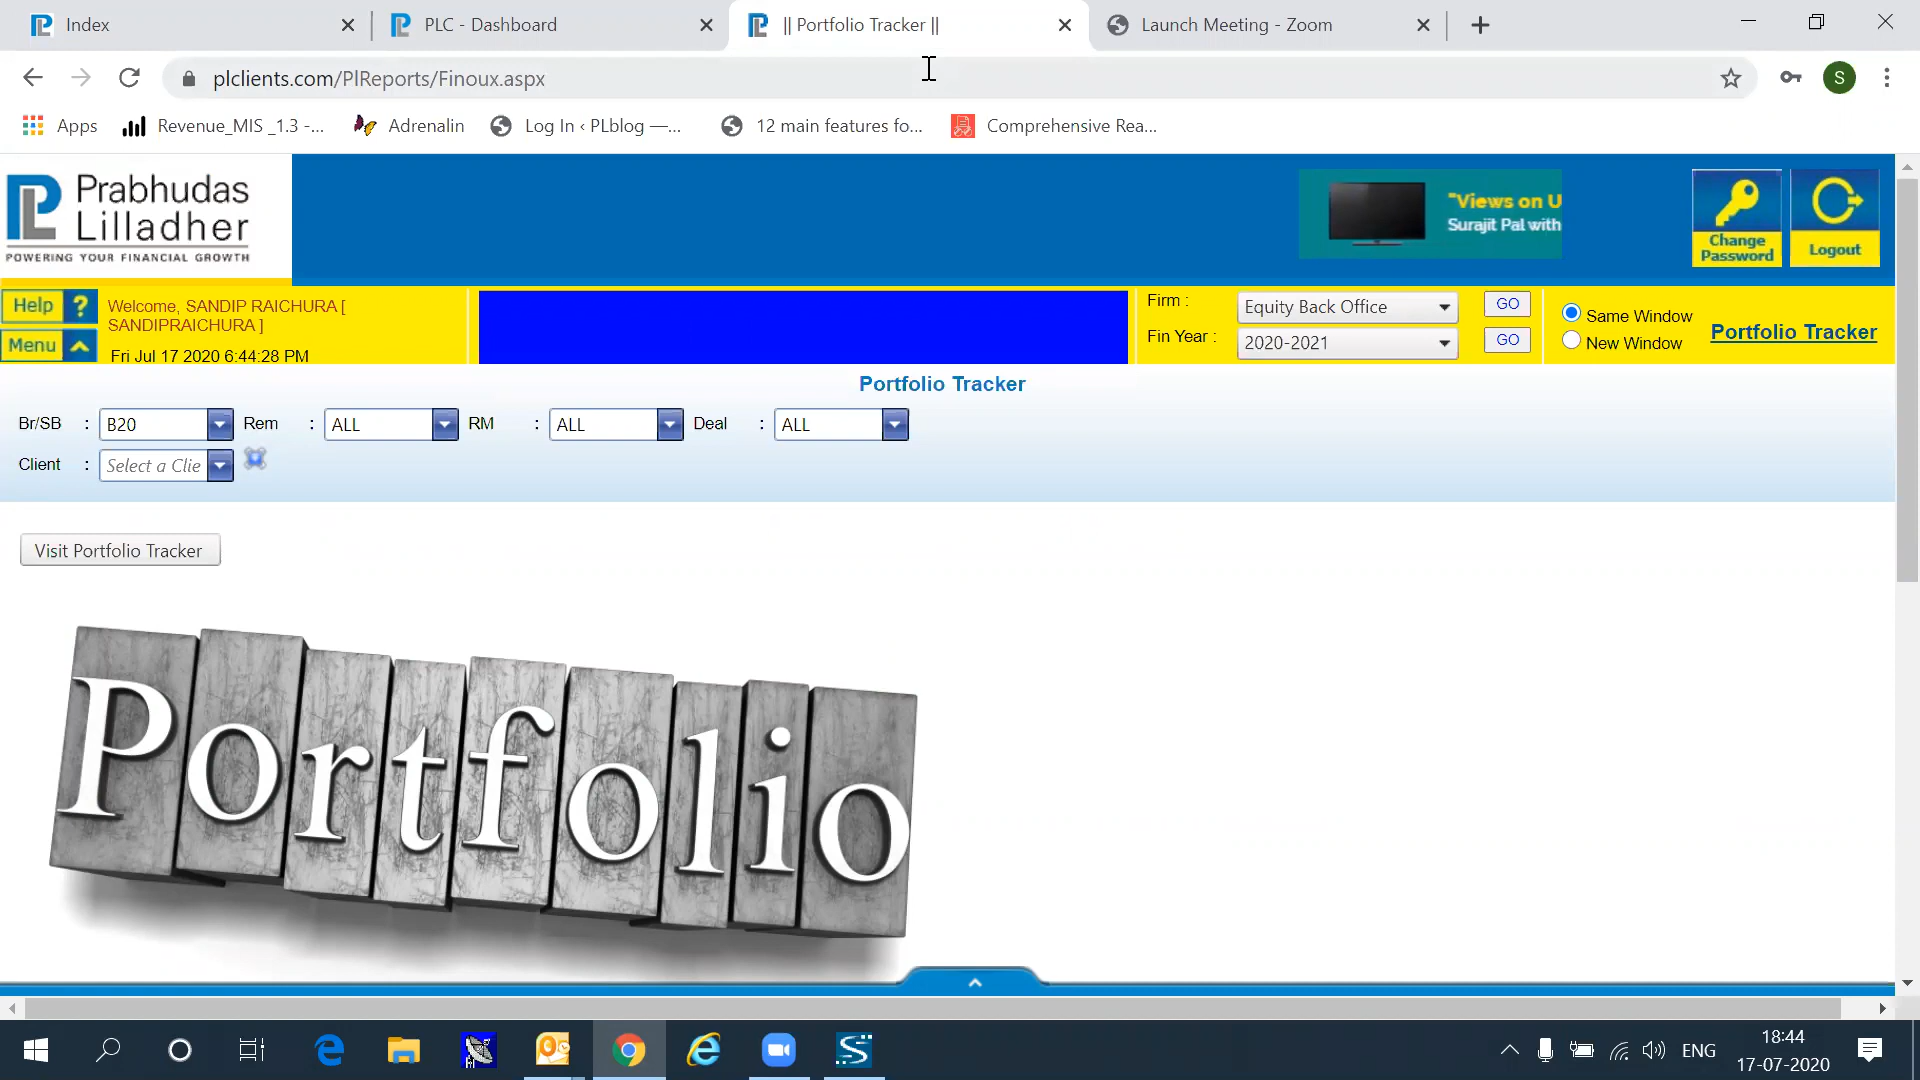 Index
PLC - Dashboard
|| Portfolio Tracker ||
Launch Meeting - Zoom
plclients.com/PlReports/Finoux.aspx
S
Apps
Revenue_MIS _1.3 -...
Adrenalin
Log In ‹ PLblog —...
12 main features fo...
Comprehensive Rea...
Prabhudas
Lilladher
POWERING YOUR FINANCIAL GROWTH
"Views on U
Surajit Pal with
Change
Password
Logout
Help ?
Menu
Welcome, SANDIP RAICHURA [
SANDIPRAICHURA ]
Fri Jul 17 2020 6:44:28 PM
Firm :
Equity Back Office
GO
Fin Year :
2020-2021
GO
Same Window
New Window
Portfolio Tracker
Portfolio Tracker
Br/SB : B20
Rem : ALL
RM : ALL
Deal : ALL
Client : Select a Clie
Visit Portfolio Tracker
Portfolio
ENG
18:44
17-07-2020